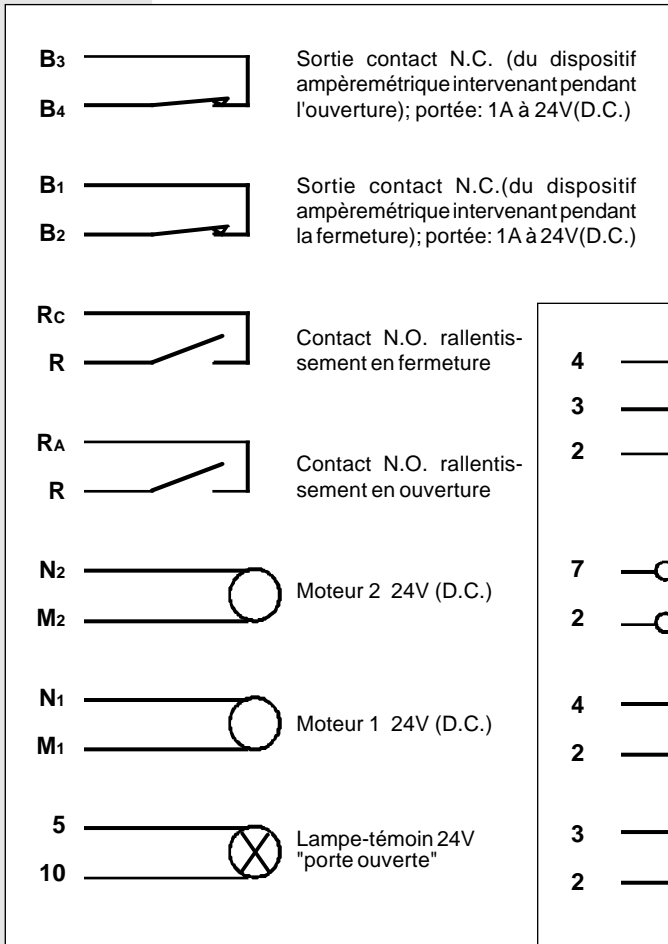 B3
B4
Sortie contact N.C. (du dispositif
ampèremétrique intervenant pendant
l'ouverture); portée: 1A à 24V(D.C.)
B1
B2
Sortie contact N.C.(du dispositif
ampèremétrique intervenant pendant
la fermeture); portée: 1A à 24V(D.C.)
RC
R
Contact N.O. rallentis-
sement en fermeture
RA
R
Contact N.O. rallentis-
sement en ouverture
N2
M2
Moteur 2 24V (D.C.)
N1
M1
Moteur 1 24V (D.C.)
5
10
Lampe-témoin 24V
"porte ouverte"
4
3
2
7
2
4
2
3
2